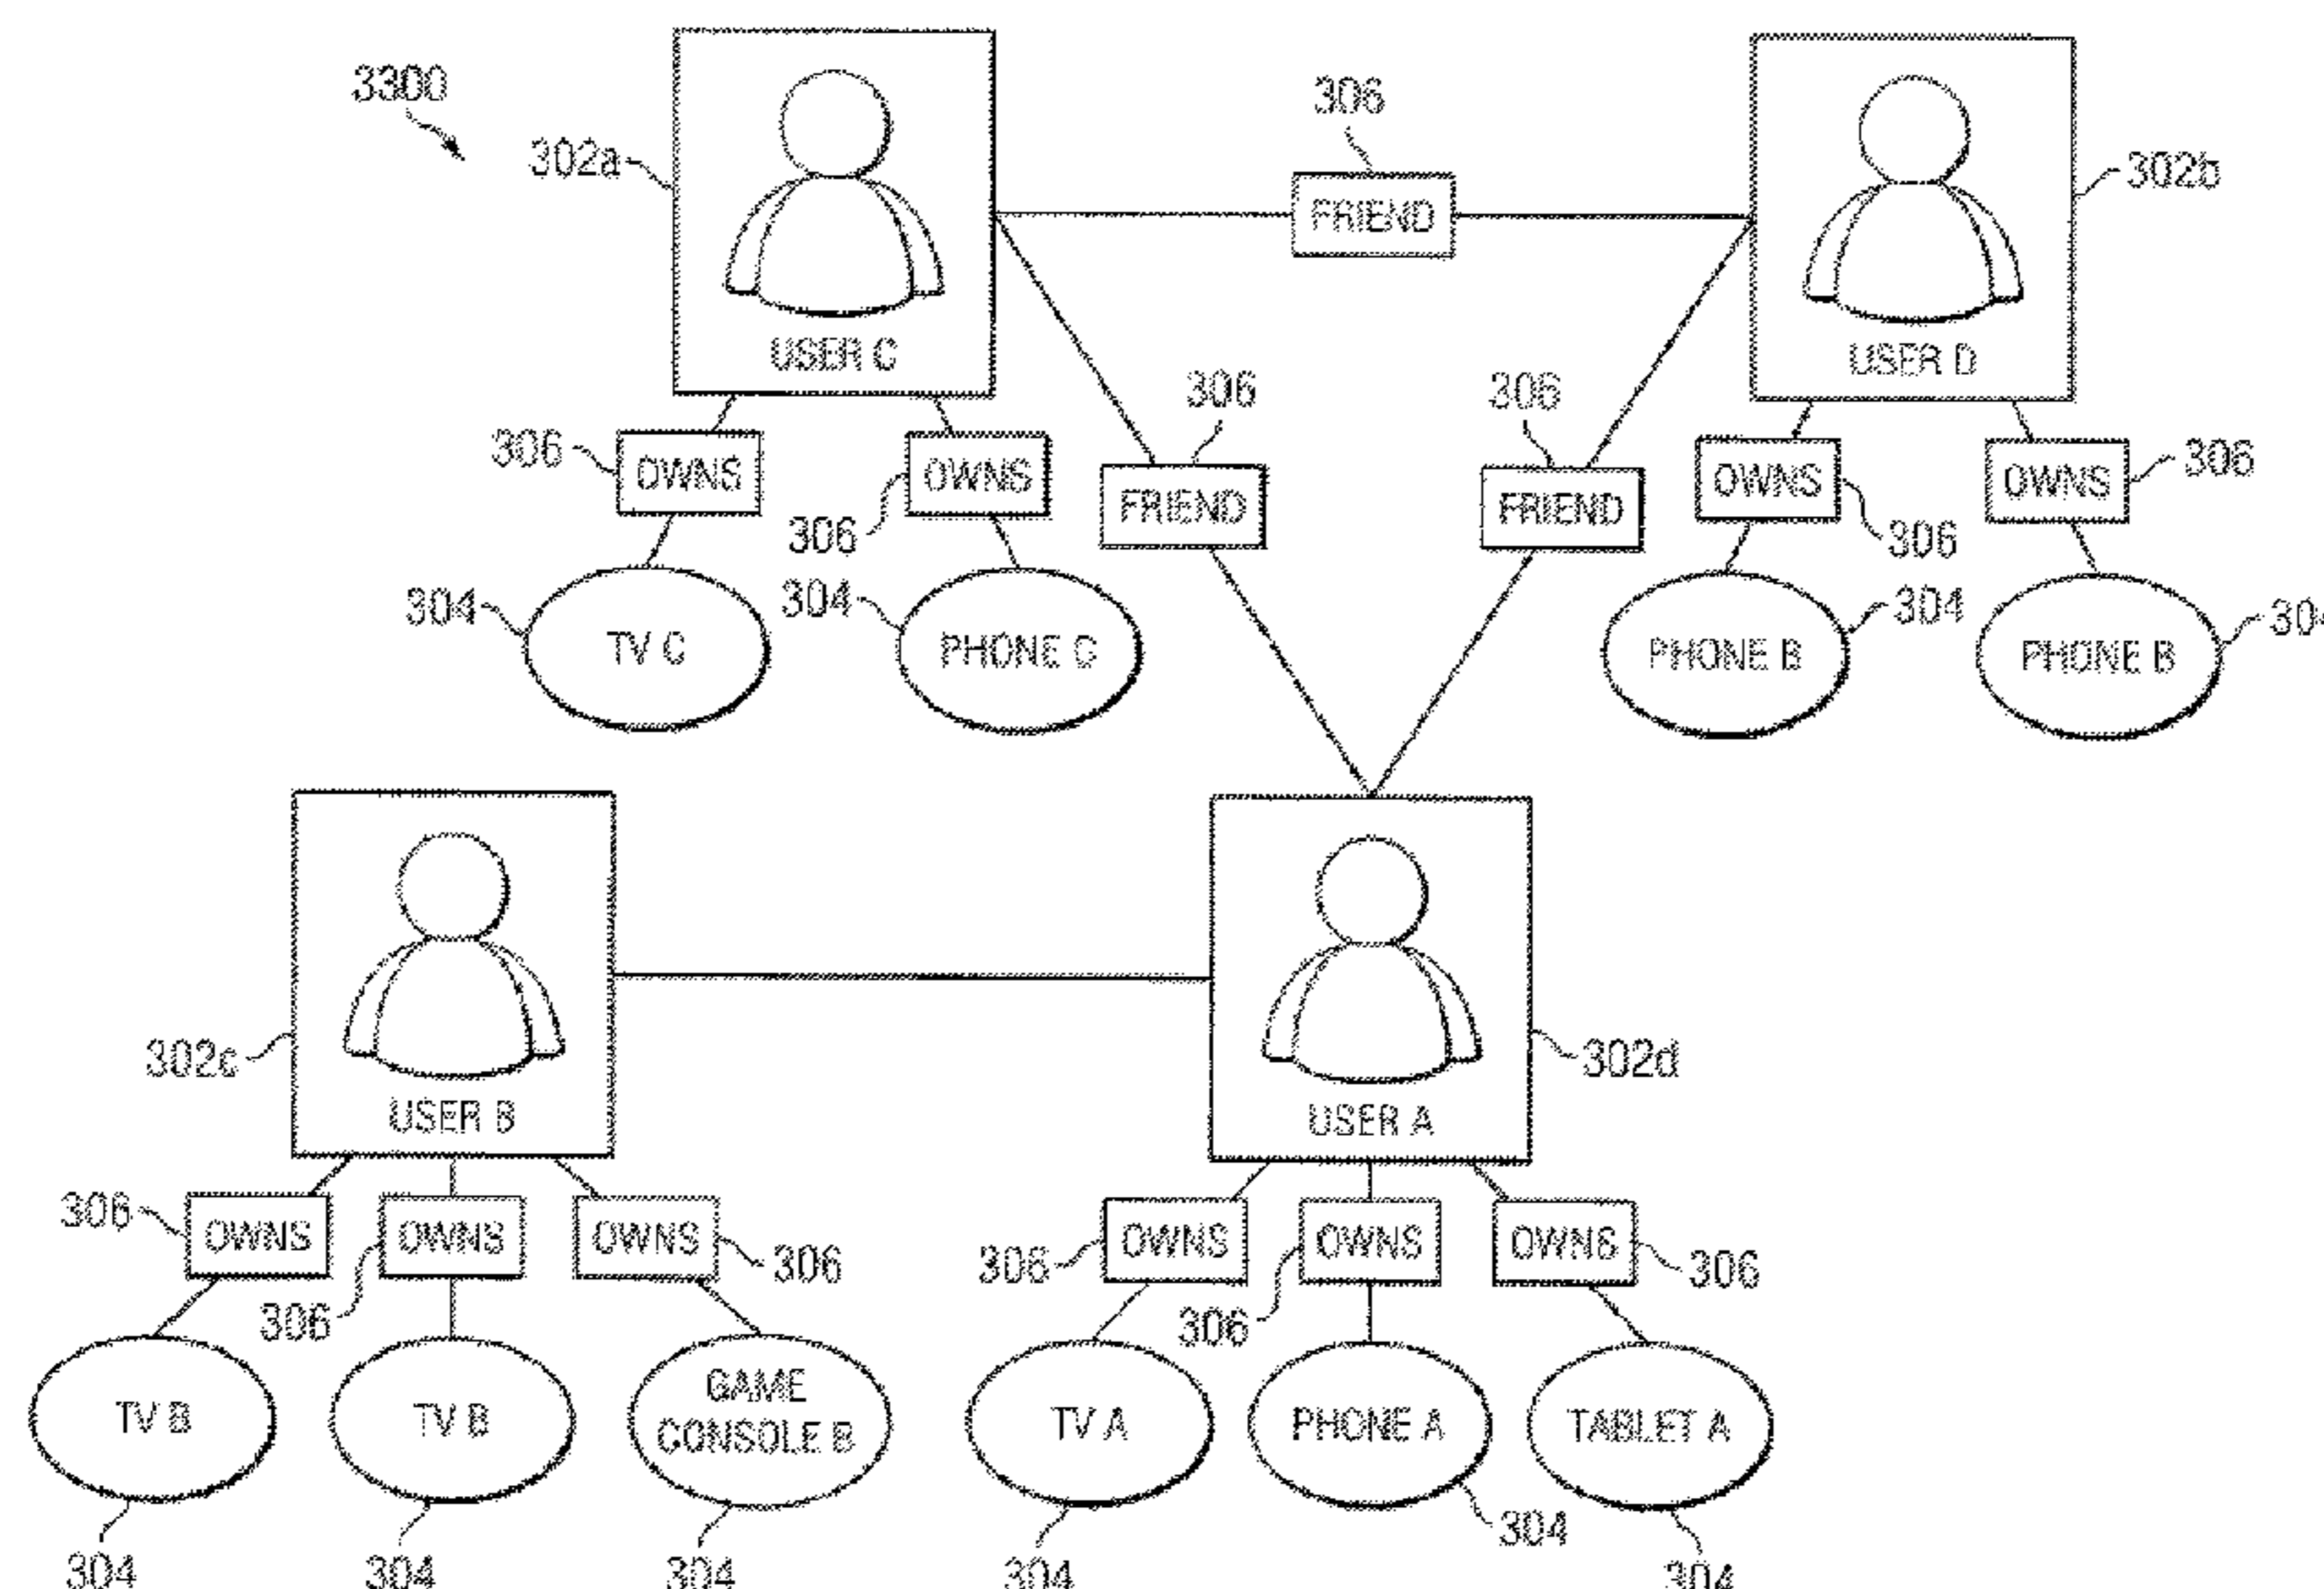 3300
302a
306
302b
FRIEND
USER C
USER D
306
306
306
OWNS
OWNS
306
FRIEND
FRIEND
OWNS
306
OWNS
306
304
TV C
304
PHONE C
PHONE B
304
PHONE B
304
302c
USER B
302d
USER A
306
OWNS
306
OWNS
OWNS
306
306
OWNS
306
OWNS
OWNS
306
TV B
TV B
GAME
CONSOLE B
TV A
PHONE A
TABLET A
304
304
304
304
304
304